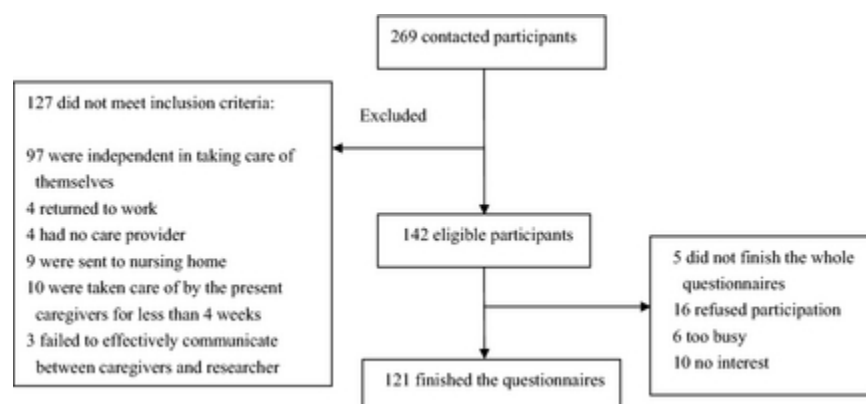 269 contacted participants
127 did not meet inclusion criteria:
97 were independent in taking care of
themselves
4 returned to work
4 had no care provider
9 were sent to nursing home
10 were taken care of by the present
caregivers for less than 4 weeks
3 failed to effectively communicate
between caregivers and researcher
Excluded
142 eligible participants
5 did not finish the whole
questionnaires
16 refused participation
6 too busy
10 no interest
121 finished the questionnaires